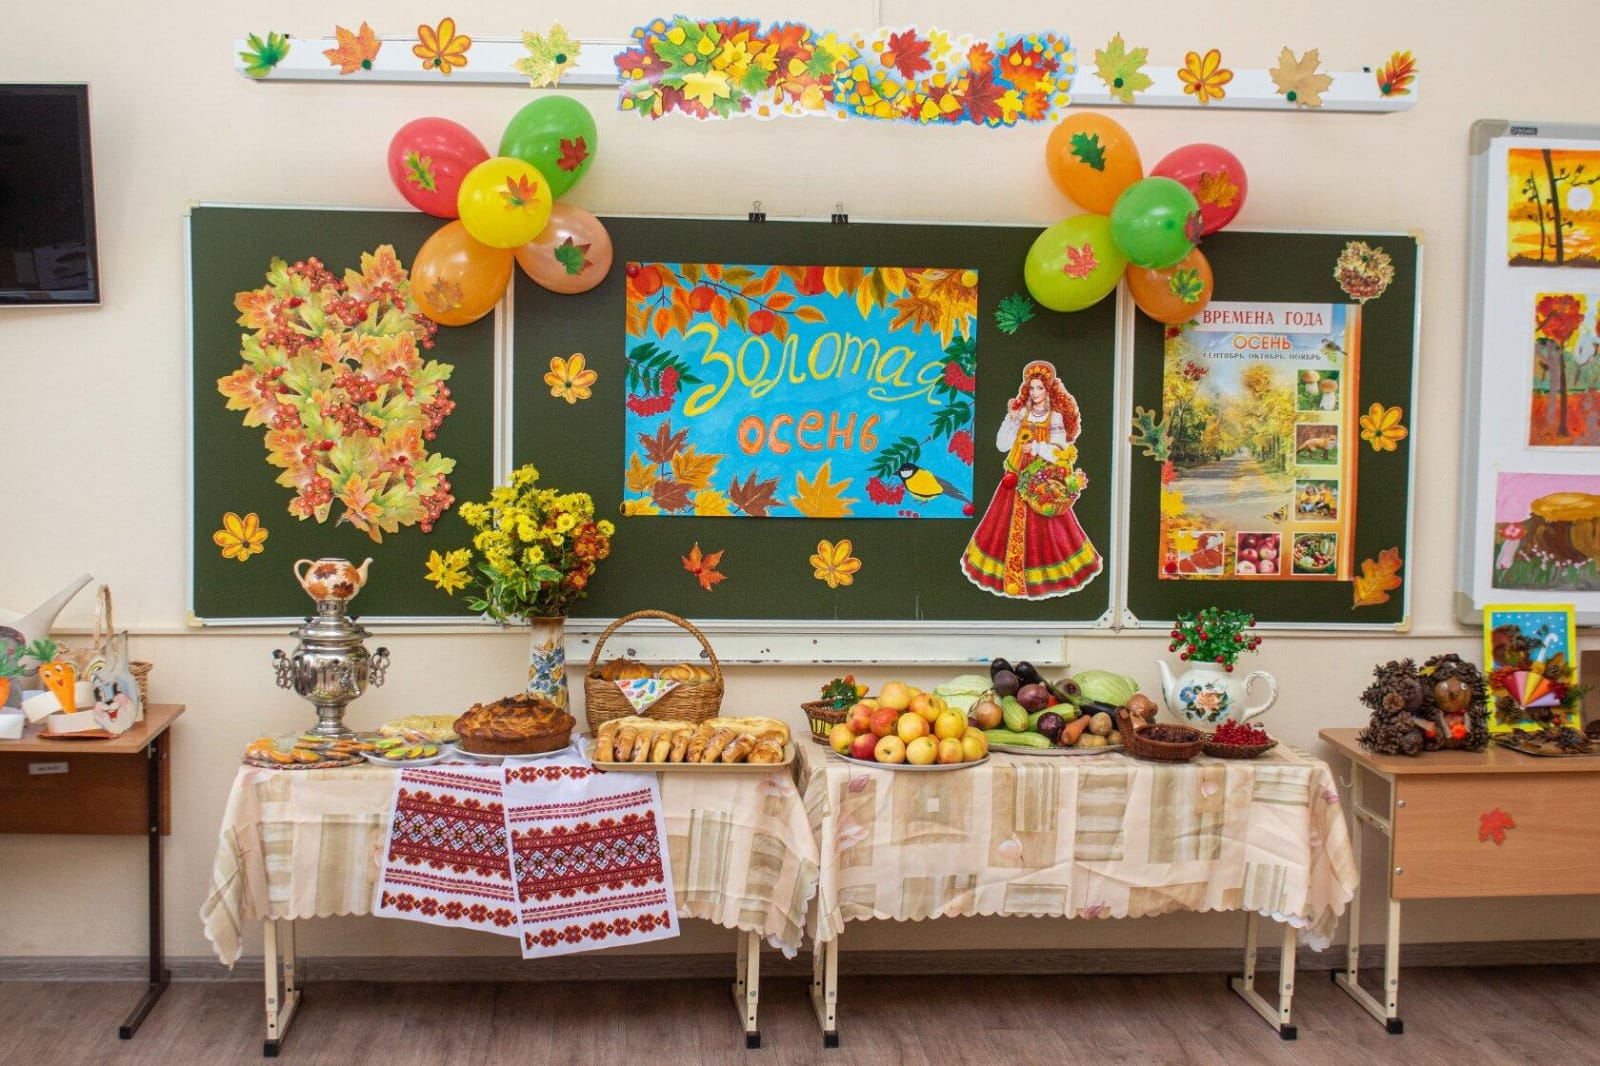 Золотая
осень
ВРЕМЕНА ГОДА
ОСЕНЬ
СЕНТЯБРЬ, ОКТЯБРЬ, НОЯБРЬ